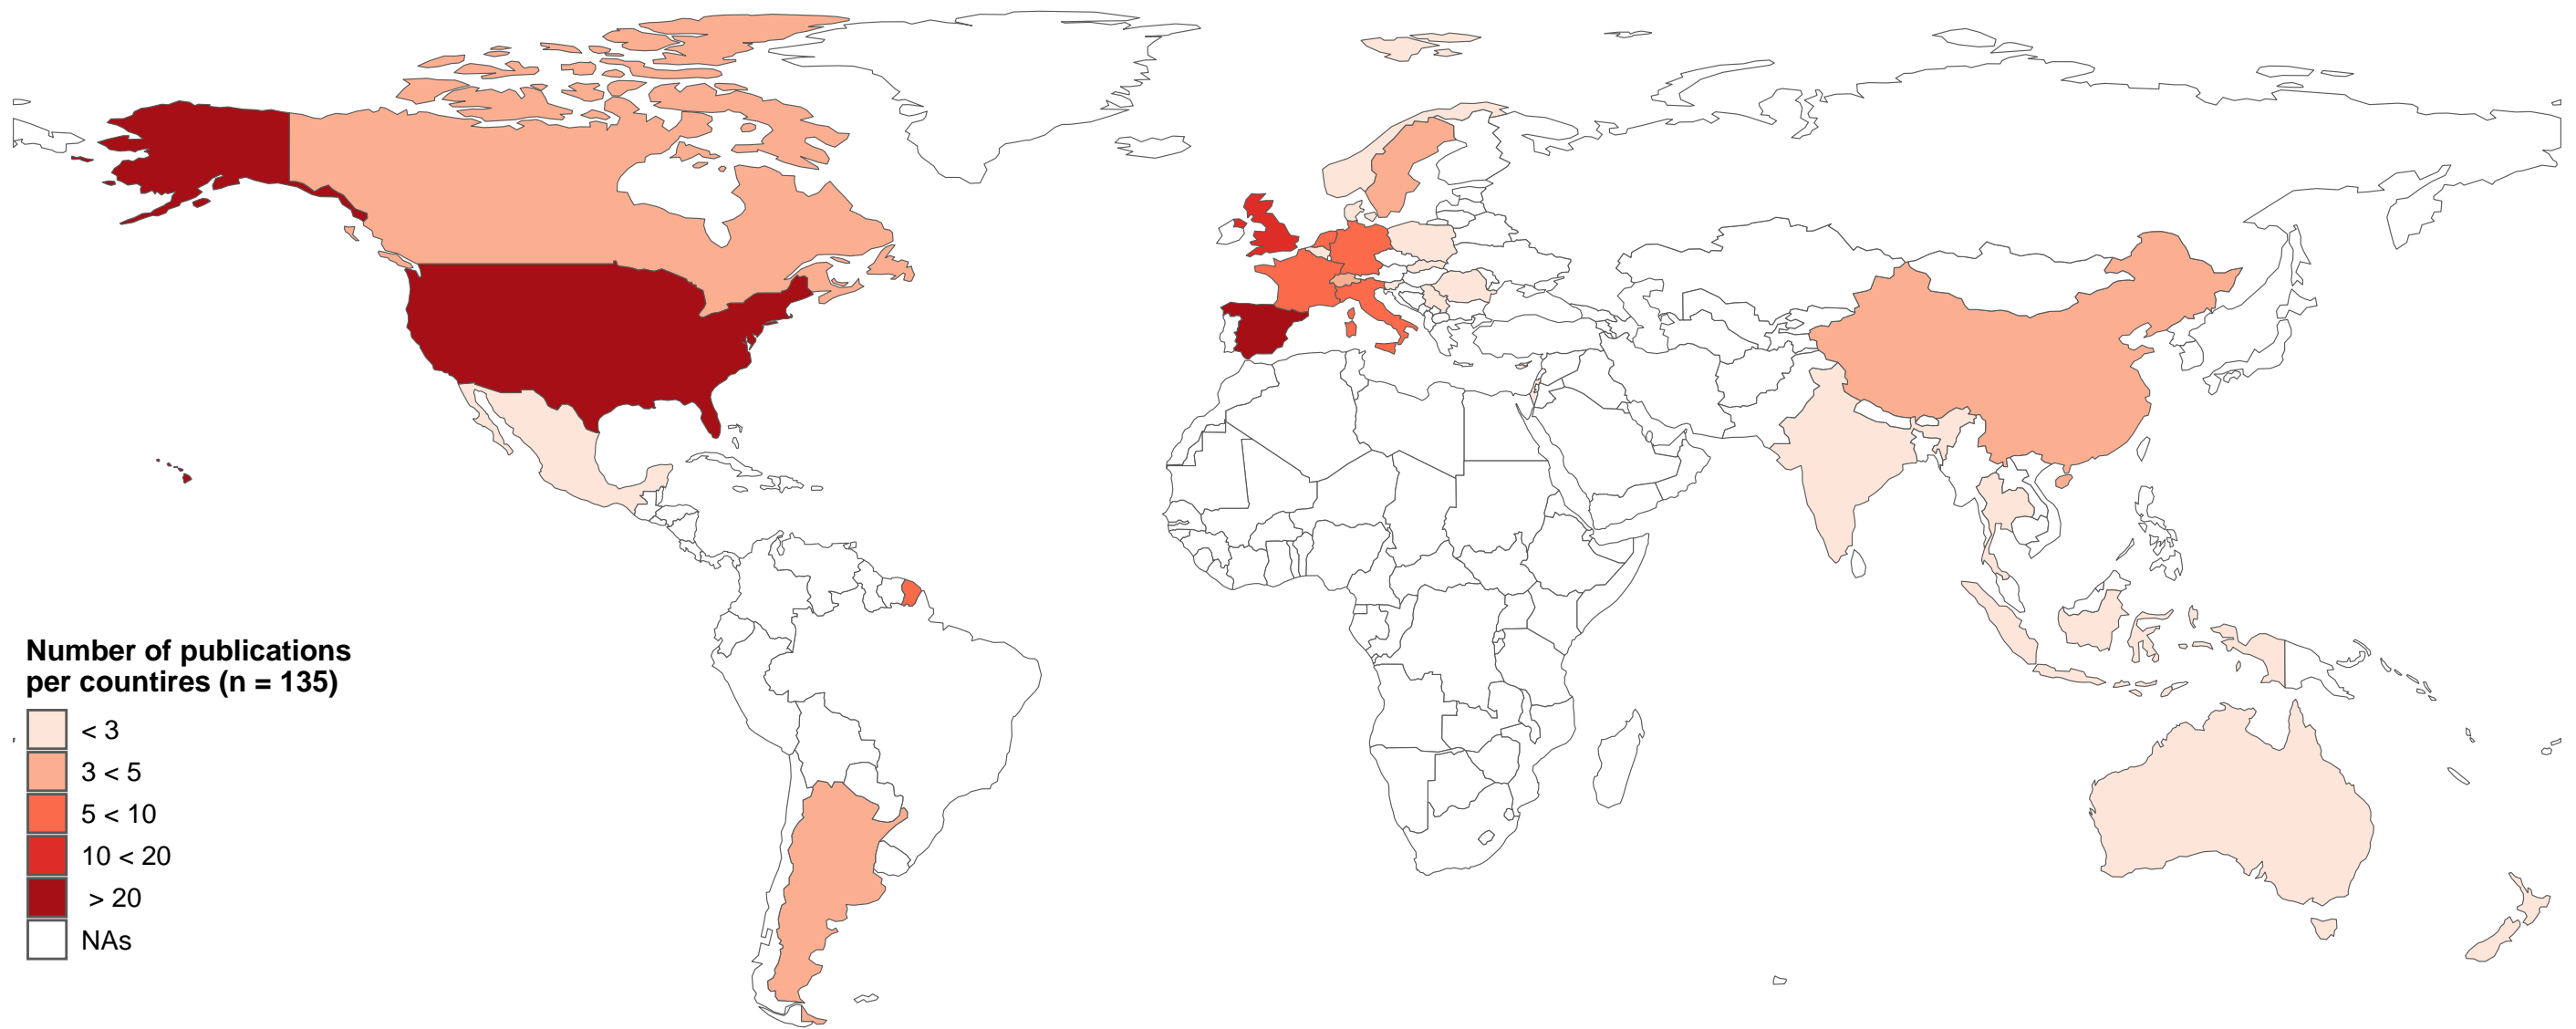 Number of publications
per countires (n = 135)
< 3
3 < 5
5 < 10
10 < 20
> 20
NAs